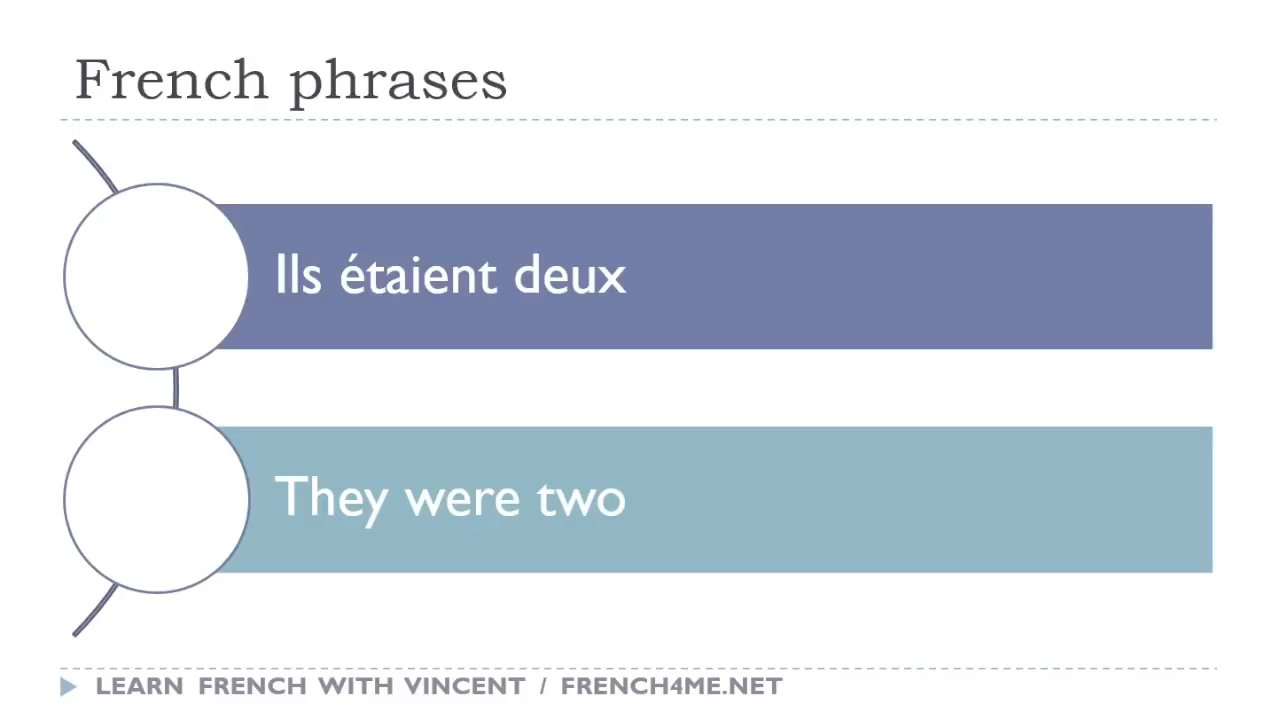 French phrases
Ils étaient deux
They were two
LEARN FRENCH WITH VINCENT / FRENCH4ME.NET